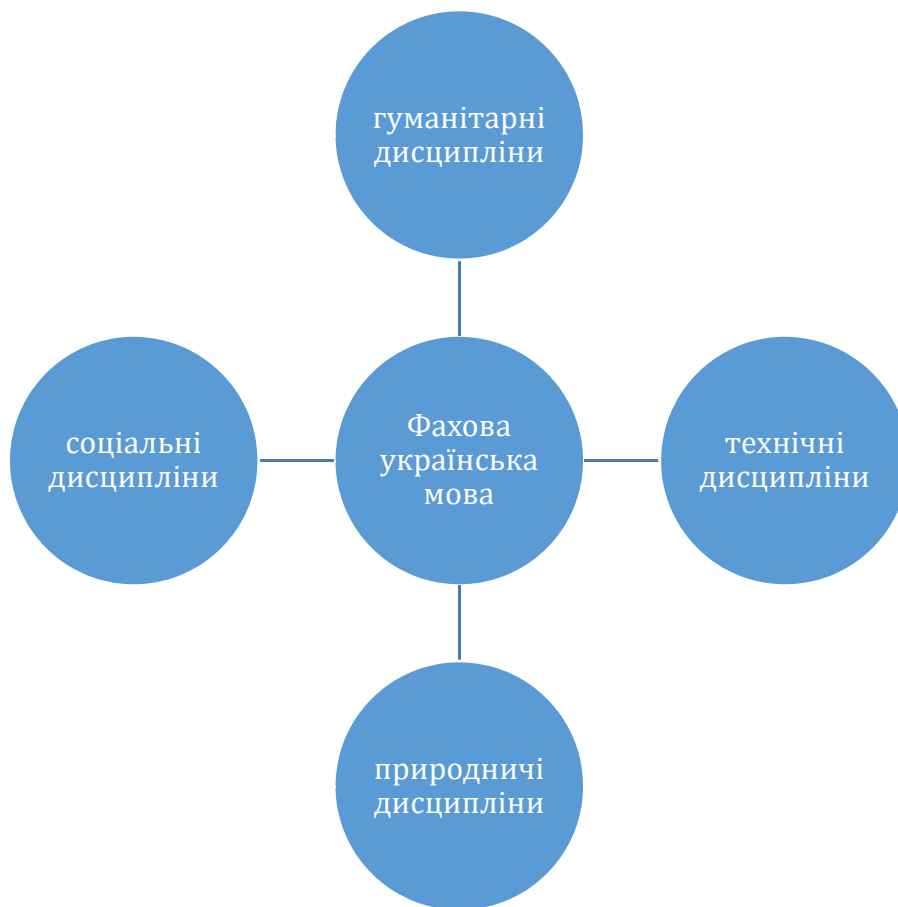 гуманітарні
дисципліни
соціальні
дисципліни
Фахова
українська
мова
технічні
дисципліни
природничі
дисципліни